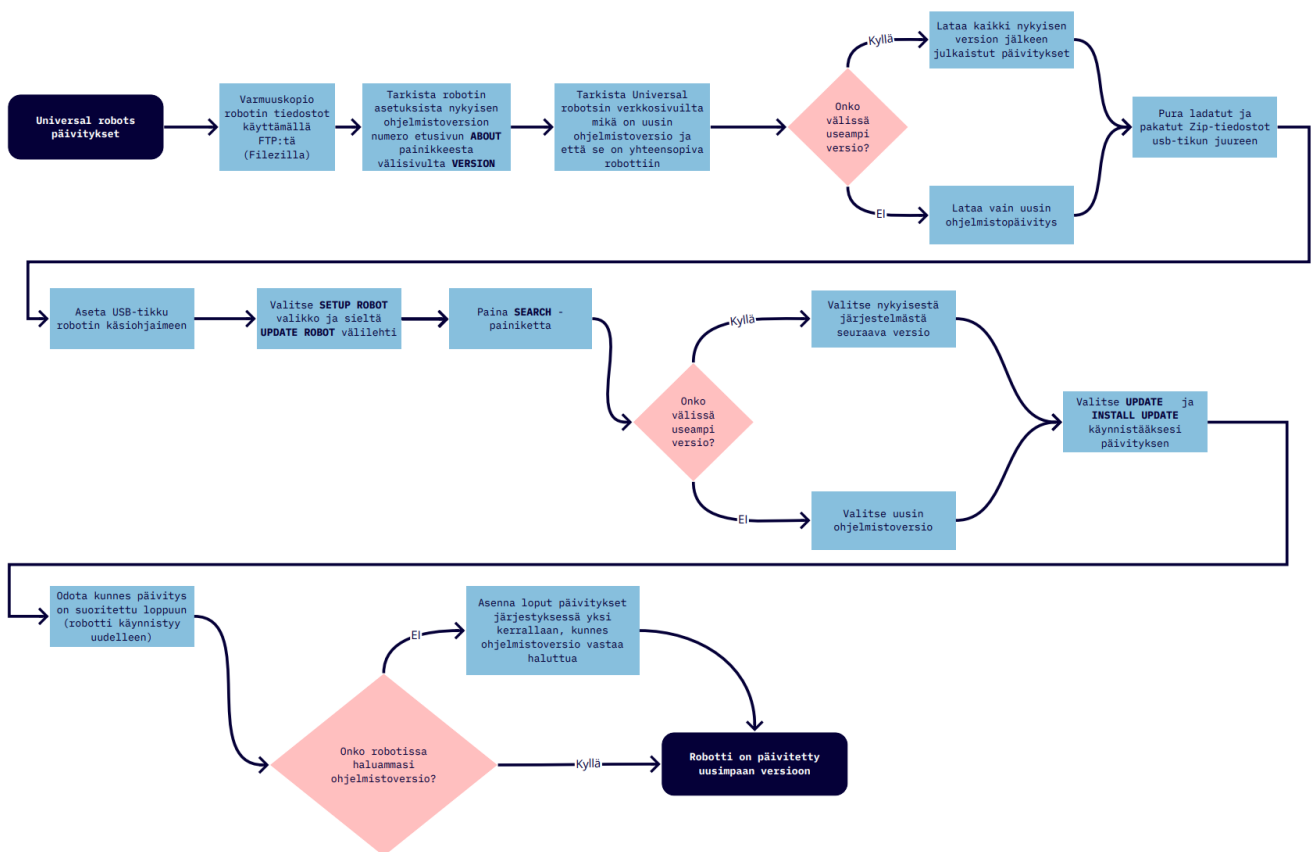 Universal robots
päivitykset
Varmuuskopio
robotin tiedostot
käyttämällä
FTP:tä
(Filezilla)
Tarkista robotin
asetuksista nykyisen
ohjelmistoversion
numero etusivun ABOUT
painikkeesta
välisivulta VERSION
Tarkista Universal
robotsin verkkosivuilta
mikä on uusin
ohjelmistoversio ja
että se on yhteensopiva
robottiin
Onko
välissä
useampi
versio?
Kyllä
Lataa kaikki nykyisen
version jälkeen
julkaistut päivitykset
EI
Lataa vain uusin
ohjelmistopäivitys
Pura ladatut ja
pakatut Zip-tiedostot
usb-tikun juureen
Aseta USB-tikku
robotin käsiohjaimeen
Valitse SETUP ROBOT
valikko ja sieltä
UPDATE ROBOT välilehti
Paina SEARCH -
painiketta
Onko
välissä
useampi
versio?
Kyllä
Valitse nykyisestä
järjestelmästä
seuraava versio
EI
Valitse uusin
ohjelmistoversio
Valitse UPDATE ja
INSTALL UPDATE
käynnistääksesi
päivityksen
Odota kunnes päivitys
on suoritettu loppuun
(robotti käynnistyy
uudelleen)
Onko robotissa
haluammasi
ohjelmistoversio?
EI
Asenna loput päivitykset
järjestyksessä yksi
kerrallaan, kunnes
ohjelmistoversio vastaa
haluttua
Kyllä
Robotti on päivitetty
uusimpaan versioon